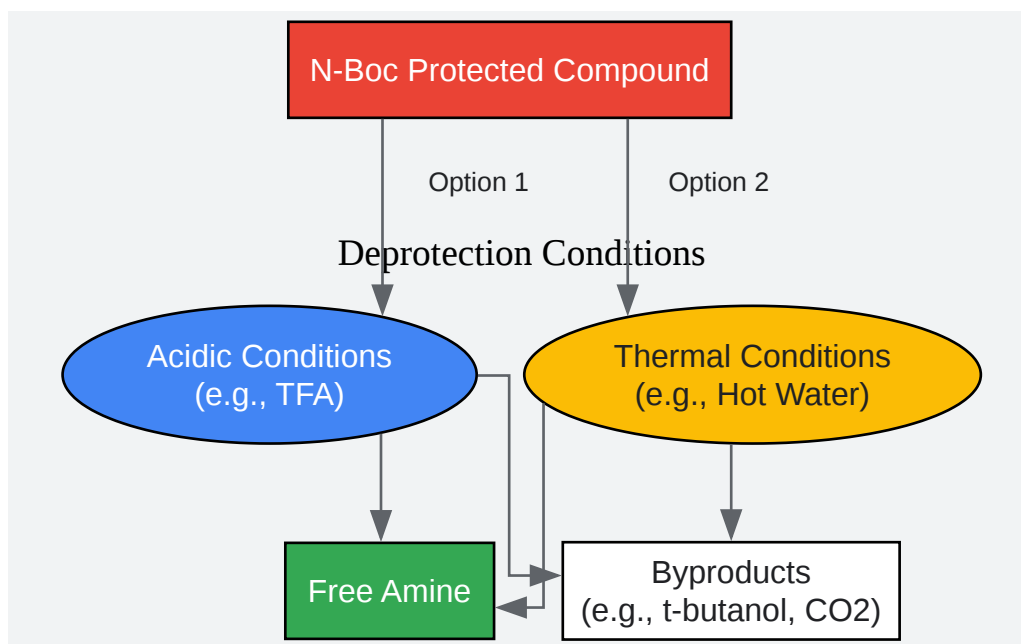 N-Boc Protected Compound
Option 1
Option 2
Deprotection Conditions
Acidic Conditions
(e.g., TFA)
Thermal Conditions
(e.g., Hot Water)
Free Amine
Byproducts
(e.g., t-butanol, CO2)